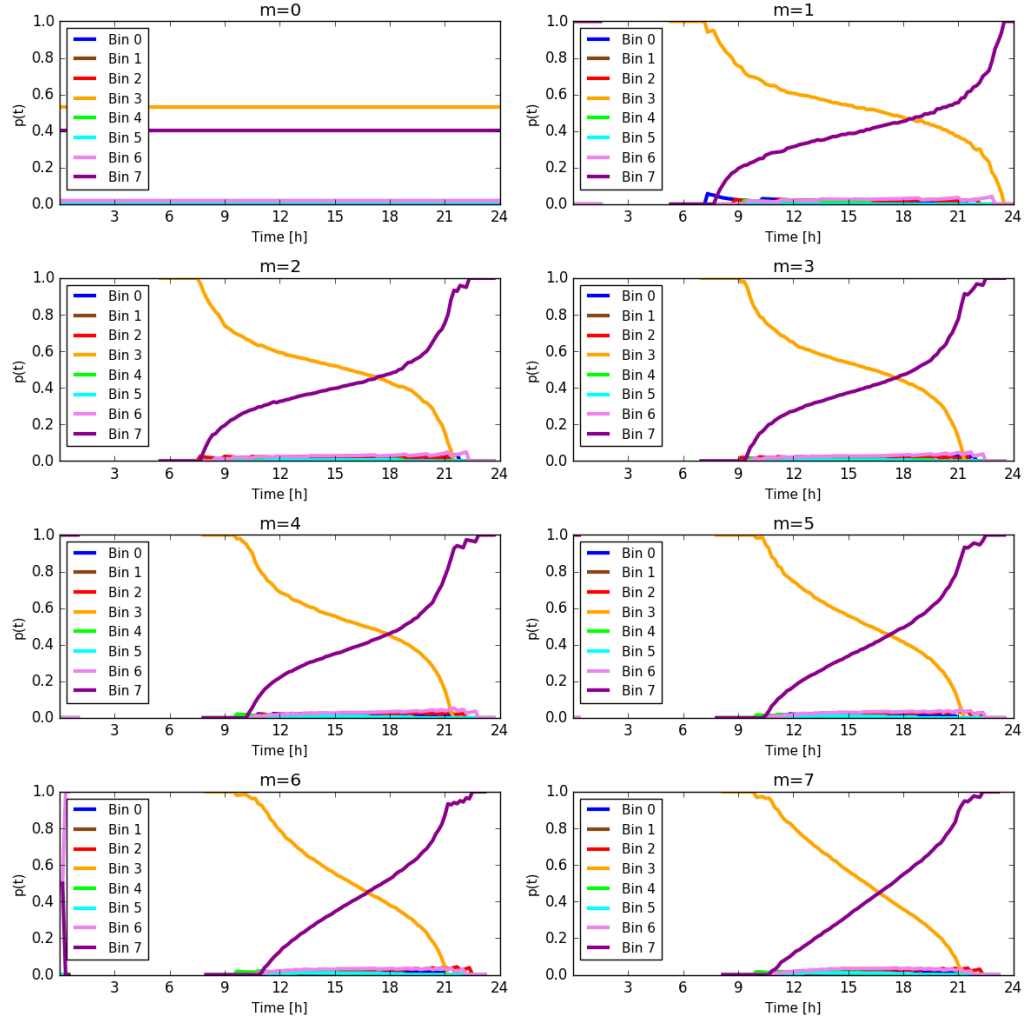 m=0
1.0
0.8
0.6
0.4
0.2
0.0
p(t)
Bin 0
Bin 1
Bin 2
Bin 3
Bin 4
Bin 5
Bin 6
Bin 7
3 6 9 12 15 18 21 24
Time [h]
m=1
1.0
0.8
0.6
0.4
0.2
0.0
p(t)
Bin 0
Bin 1
Bin 2
Bin 3
Bin 4
Bin 5
Bin 6
Bin 7
3 6 9 12 15 18 21 24
Time [h]
m=2
1.0
0.8
0.6
0.4
0.2
0.0
p(t)
Bin 0
Bin 1
Bin 2
Bin 3
Bin 4
Bin 5
Bin 6
Bin 7
3 6 9 12 15 18 21 24
Time [h]
m=3
1.0
0.8
0.6
0.4
0.2
0.0
p(t)
Bin 0
Bin 1
Bin 2
Bin 3
Bin 4
Bin 5
Bin 6
Bin 7
3 6 9 12 15 18 21 24
Time [h]
m=4
1.0
0.8
0.6
0.4
0.2
0.0
p(t)
Bin 0
Bin 1
Bin 2
Bin 3
Bin 4
Bin 5
Bin 6
Bin 7
3 6 9 12 15 18 21 24
Time [h]
m=5
1.0
0.8
0.6
0.4
0.2
0.0
p(t)
Bin 0
Bin 1
Bin 2
Bin 3
Bin 4
Bin 5
Bin 6
Bin 7
3 6 9 12 15 18 21 24
Time [h]
m=6
1.0
0.8
0.6
0.4
0.2
0.0
p(t)
Bin 0
Bin 1
Bin 2
Bin 3
Bin 4
Bin 5
Bin 6
Bin 7
3 6 9 12 15 18 21 24
Time [h]
m=7
1.0
0.8
0.6
0.4
0.2
0.0
p(t)
Bin 0
Bin 1
Bin 2
Bin 3
Bin 4
Bin 5
Bin 6
Bin 7
3 6 9 12 15 18 21 24
Time [h]